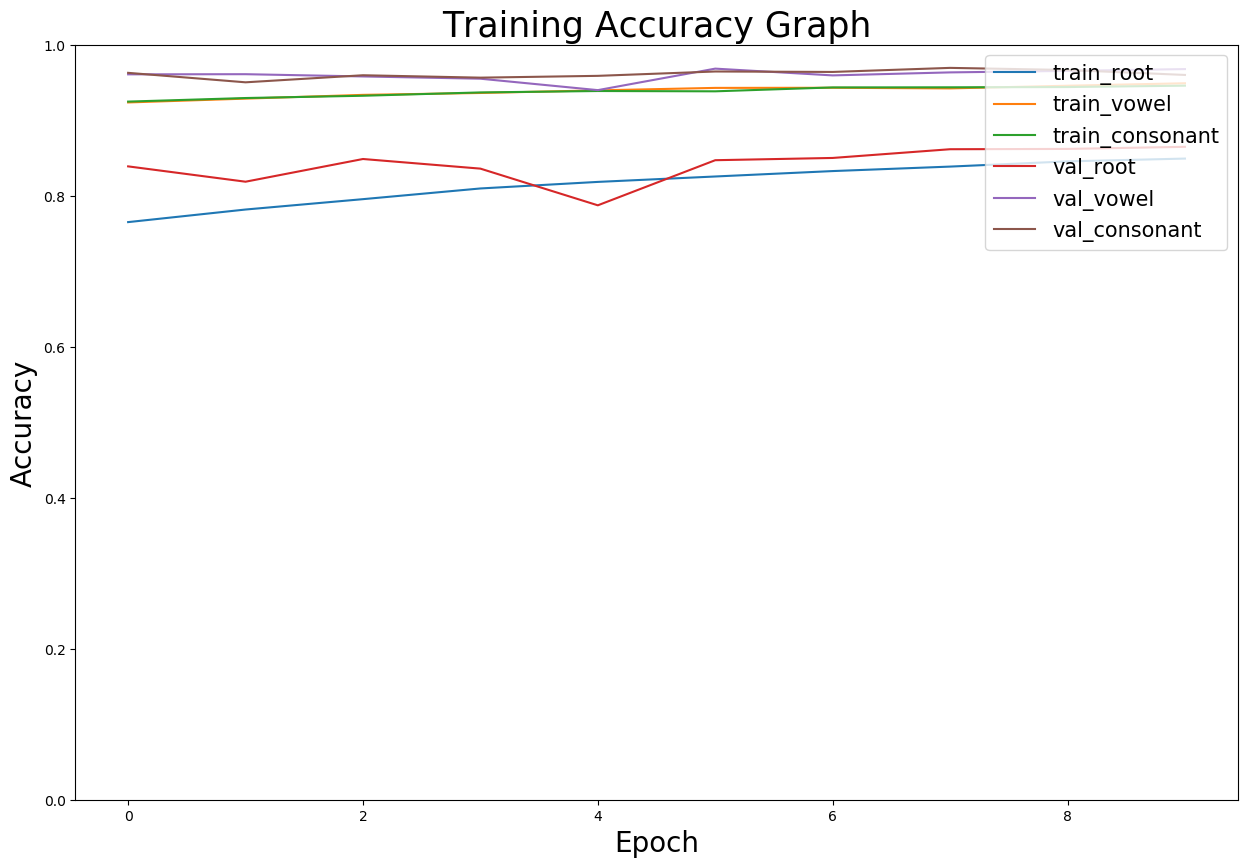 Training Accuracy Graph
1.0
0.8
0.6
0.4
0.2
0.0
Accuracy
train_root
train_vowel
train_consonant
val_root
val_vowel
val_consonant
0 2 4 6 8
Epoch